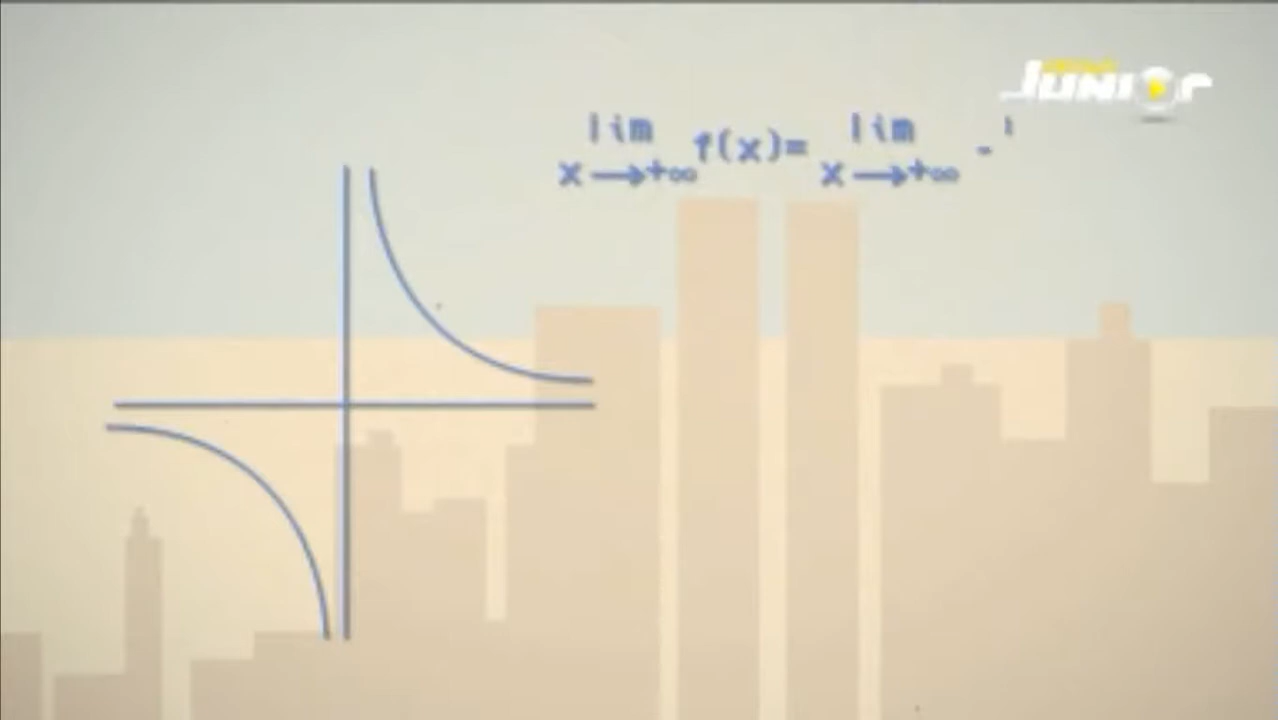 JUNIOR
lim f(x)= lim -
x→+∞ x→+∞